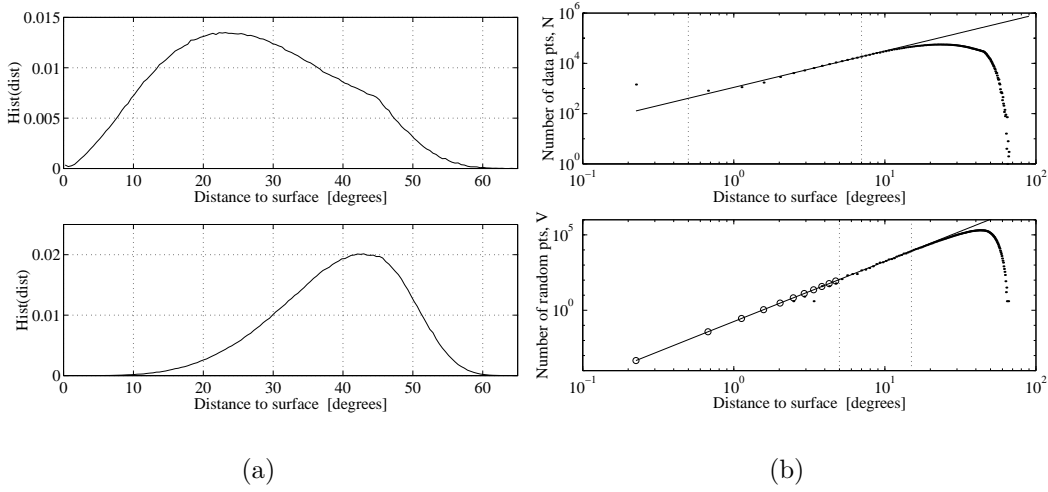 0.015
0.01
0.005
0
Hist(dist)
0 10 20 30 40 50 60
Distance to surface [degrees]
0.02
0.01
0
Hist(dist)
0 10 20 30 40 50 60
Distance to surface [degrees]
(a)
10^6
10^4
10^2
10^0
Number of data pts, N
10^-1 10^0 10^1 10^2
Distance to surface [degrees]
10^5
10^0
Number of random pts, V
10^-1 10^0 10^1 10^2
Distance to surface [degrees]
(b)